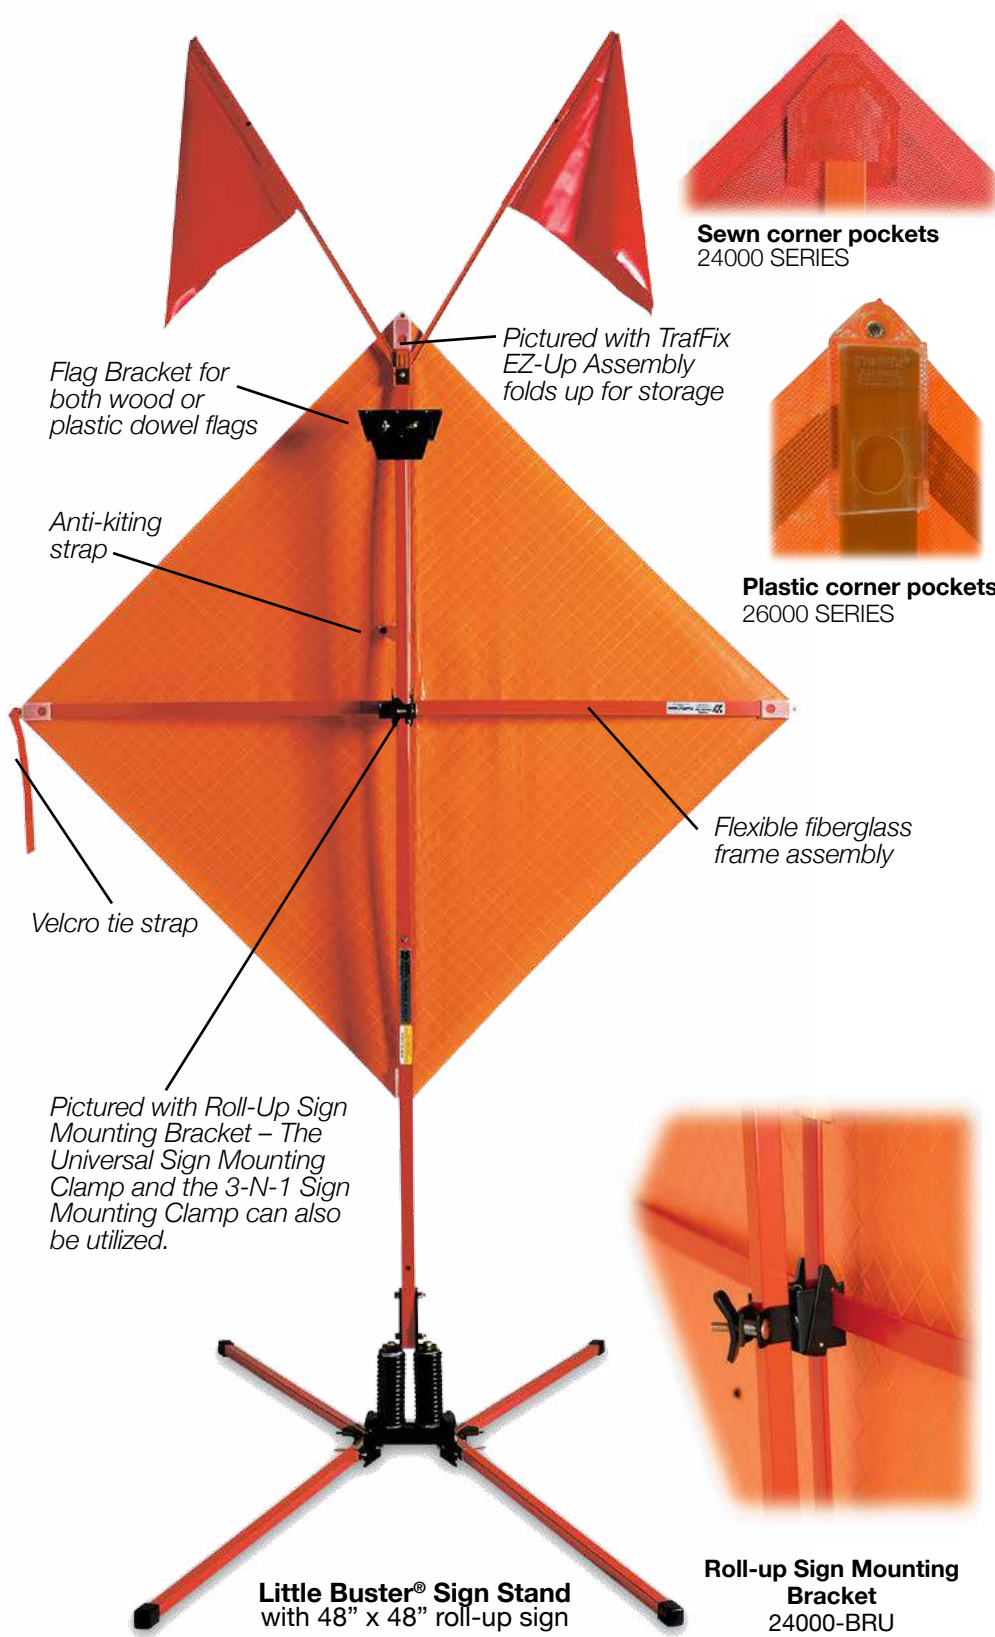 Sewn corner pockets
24000 SERIES
Pictured with TrafFix
EZ-Up Assembly
folds up for storage
Flag Bracket for
both wood or
plastic dowel flags
Anti-kiting
strap
Plastic corner pockets
26000 SERIES
Flexible fiberglass
frame assembly
Velcro tie strap
Pictured with Roll-Up Sign
Mounting Bracket – The
Universal Sign Mounting
Clamp and the 3-N-1 Sign
Mounting Clamp can also
be utilized.
Little Buster® Sign Stand
with 48” x 48” roll-up sign
Roll-up Sign Mounting
Bracket
24000-BRU